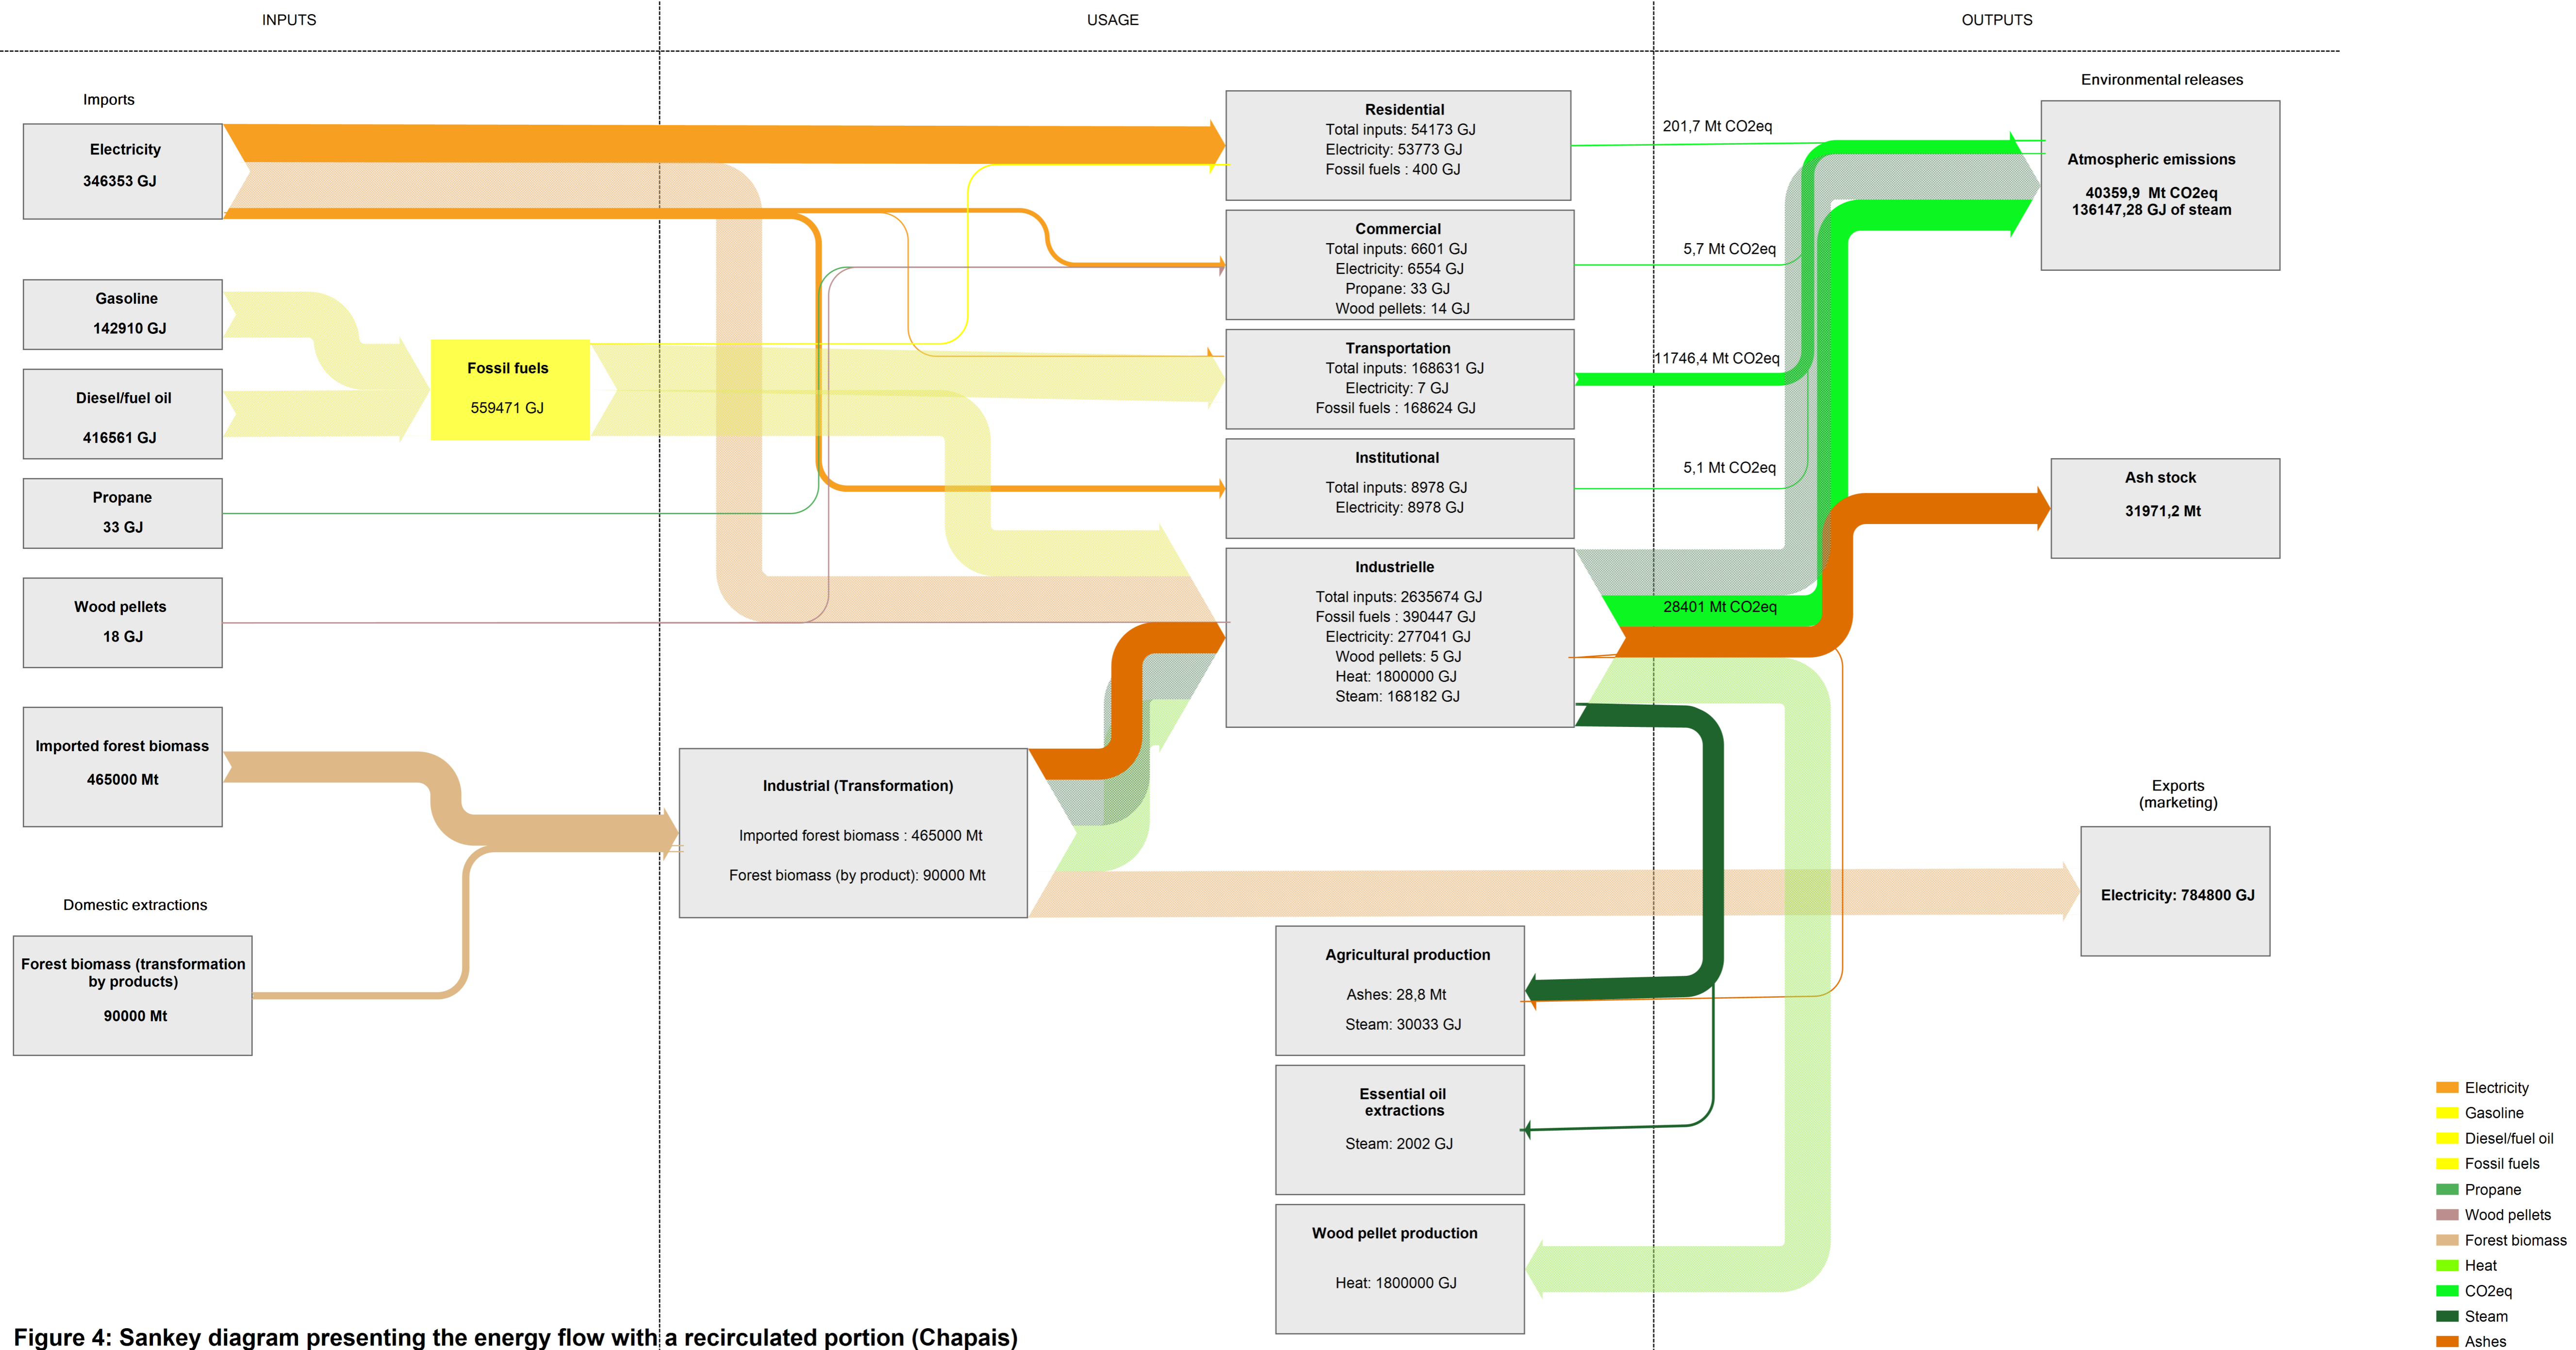 INPUTS
USAGE
OUTPUTS
Imports
Electricity
346353 GJ
Gasoline
142910 GJ
Diesel/fuel oil
416561 GJ
Propane
33 GJ
Wood pellets
18 GJ
Imported forest biomass
465000 Mt
Domestic extractions
Forest biomass (transformation
by products)
90000 Mt
Fossil fuels
559471 GJ
Industrial (Transformation)
Imported forest biomass : 465000 Mt
Forest biomass (by product): 90000 Mt
Residential
Total inputs: 54173 GJ
Electricity: 53773 GJ
Fossil fuels : 400 GJ
Commercial
Total inputs: 6601 GJ
Electricity: 6554 GJ
Propane: 33 GJ
Wood pellets: 14 GJ
Transportation
Total inputs: 168631 GJ
Electricity: 7 GJ
Fossil fuels : 168624 GJ
Institutional
Total inputs: 8978 GJ
Electricity: 8978 GJ
Industrielle
Total inputs: 2635674 GJ
Fossil fuels : 390447 GJ
Electricity: 277041 GJ
Wood pellets: 5 GJ
Heat: 1800000 GJ
Steam: 168182 GJ
Agricultural production
Ashes: 28,8 Mt
Steam: 30033 GJ
Essential oil
extractions
Steam: 2002 GJ
Wood pellet production
Heat: 1800000 GJ
201,7 Mt CO2eq
5,7 Mt CO2eq
11746,4 Mt CO2eq
5,1 Mt CO2eq
28401 Mt CO2eq
Environmental releases
Atmospheric emissions
40359,9 Mt CO2eq
136147,28 GJ of steam
Ash stock
31971,2 Mt
Exports
(marketing)
Electricity: 784800 GJ
Electricity
Gasoline
Diesel/fuel oil
Fossil fuels
Propane
Wood pellets
Forest biomass
Heat
CO2eq
Steam
Ashes
Figure 4: Sankey diagram presenting the energy flow with a recirculated portion (Chapais)